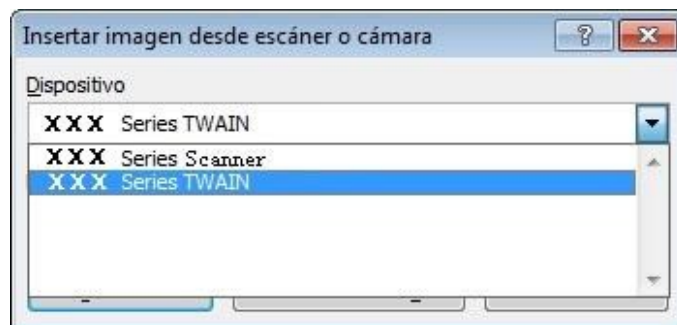 Insertar imagen desde escáner o cámara
Dispositivo
XXX Series TWAIN
XXX Series Scanner
XXX Series TWAIN